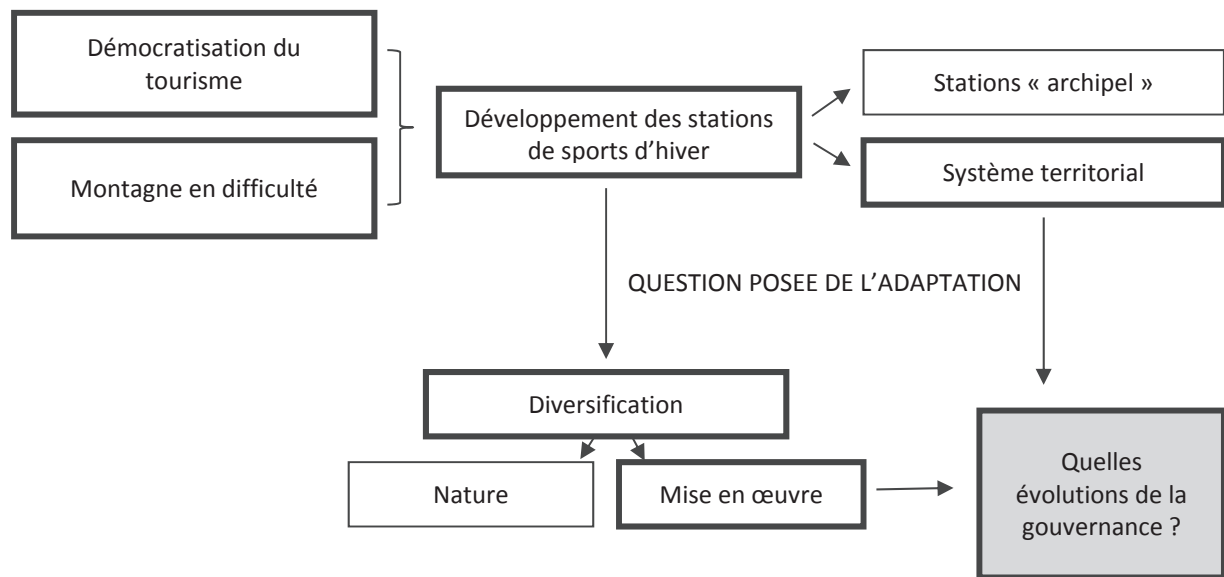 Démocratisation du
tourisme
Montagne en difficulté
Développement des stations
de sports d’hiver
Stations « archipel »
Système territorial
QUESTION POSEE DE L’ADAPTATION
Diversification
Nature
Mise en œuvre
Quelles
évolutions de la
gouvernance ?